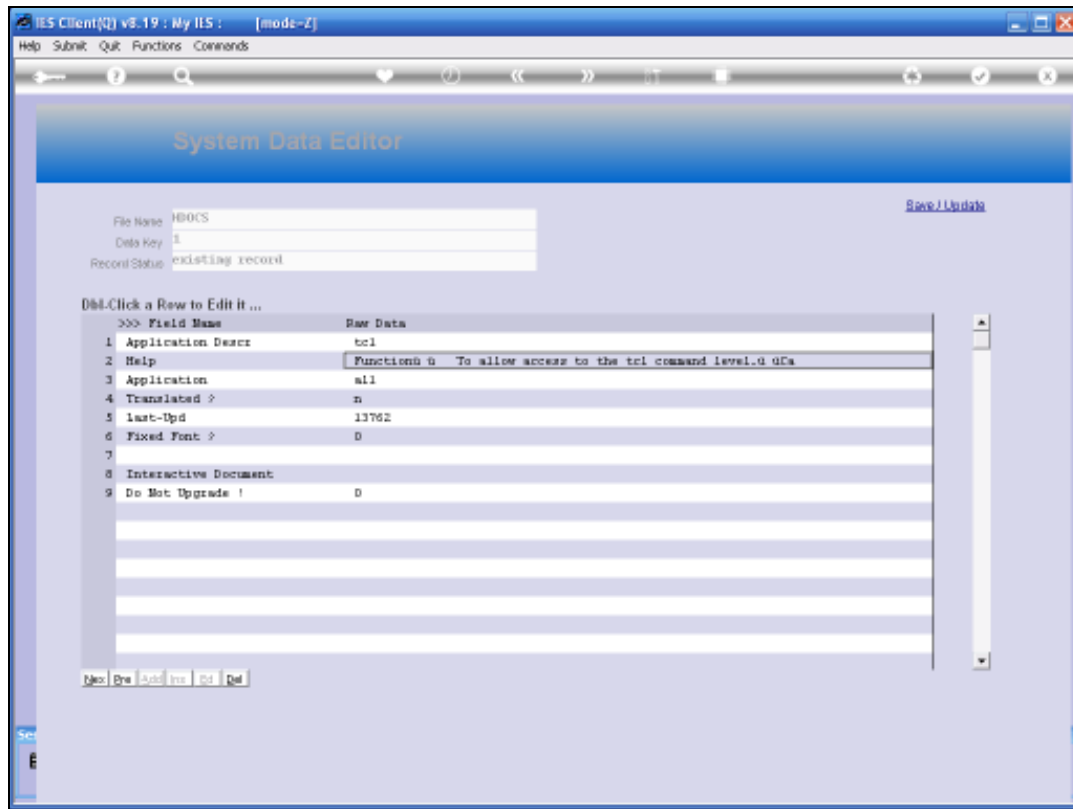 IES Client(Q) v8.19 : My IES : [mode=Z]
Help Submit Quit Functions Commands
System Data Editor
Save / Update
File Name HDOCS
Data Key 1
Record Status existing record
Dbl-Click a Row to Edit it ...
>>> Field Name Raw Data
1 Application Descr tcl
2 Help Functionü ü To allow access to the tcl command level.ü üCa
3 Application all
4 Translated ? n
5 Last-Upd 13762
6 Fixed Font ? 0
7
8 Interactive Document
9 Do Not Upgrade ! 0
Nex Pre Add Ins Ed Del